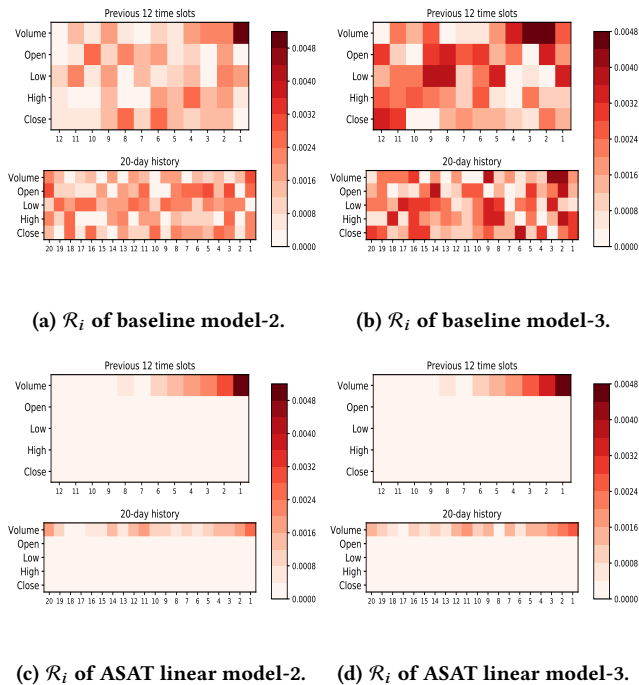 Previous 12 time slots
Volume
Open
Low
High
Close
12 11 10 9 8 7 6 5 4 3 2 1
20-day history
Volume
Open
Low
High
Close
20 19 18 17 16 15 14 13 12 11 10 9 8 7 6 5 4 3 2 1
0.0048
0.0040
0.0032
0.0024
0.0016
0.0008
0.0000
(a) ℛᵢ of baseline model-2.
Previous 12 time slots
Volume
Open
Low
High
Close
12 11 10 9 8 7 6 5 4 3 2 1
20-day history
Volume
Open
Low
High
Close
20 19 18 17 16 15 14 13 12 11 10 9 8 7 6 5 4 3 2 1
0.0048
0.0040
0.0032
0.0024
0.0016
0.0008
0.0000
(b) ℛᵢ of baseline model-3.
Previous 12 time slots
Volume
Open
Low
High
Close
12 11 10 9 8 7 6 5 4 3 2 1
20-day history
Volume
Open
Low
High
Close
20 19 18 17 16 15 14 13 12 11 10 9 8 7 6 5 4 3 2 1
0.0048
0.0040
0.0032
0.0024
0.0016
0.0008
0.0000
(c) ℛᵢ of ASAT linear model-2.
Previous 12 time slots
Volume
Open
Low
High
Close
12 11 10 9 8 7 6 5 4 3 2 1
20-day history
Volume
Open
Low
High
Close
20 19 18 17 16 15 14 13 12 11 10 9 8 7 6 5 4 3 2 1
0.0048
0.0040
0.0032
0.0024
0.0016
0.0008
0.0000
(d) ℛᵢ of ASAT linear model-3.